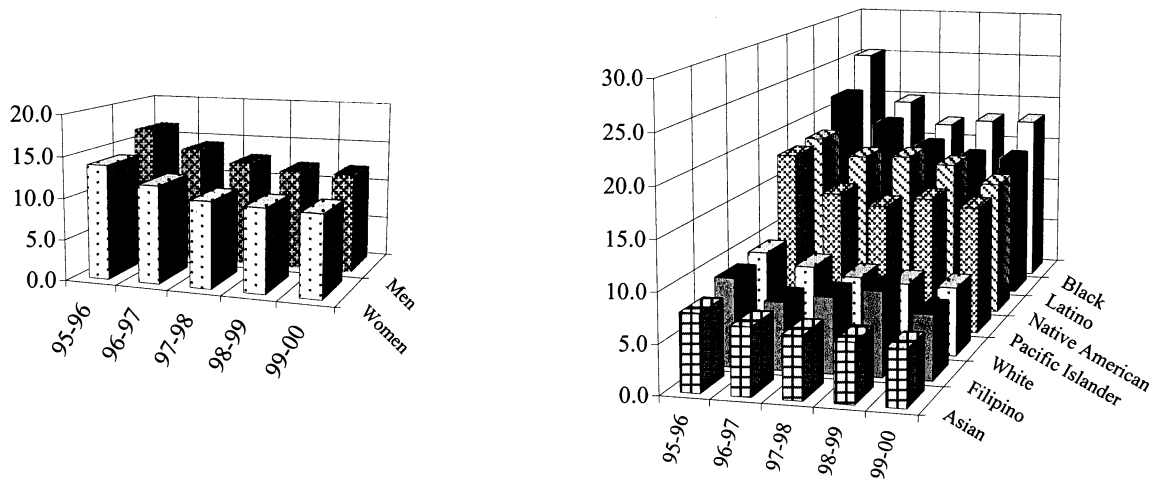 20.0
15.0
10.0
5.0
0.0
95-96
96-97
97-98
98-99
99-00
Men
Women
30.0
25.0
20.0
15.0
10.0
5.0
0.0
95-96
96-97
97-98
98-99
99-00
Black
Latino
Native American
Pacific Islander
White
Filipino
Asian